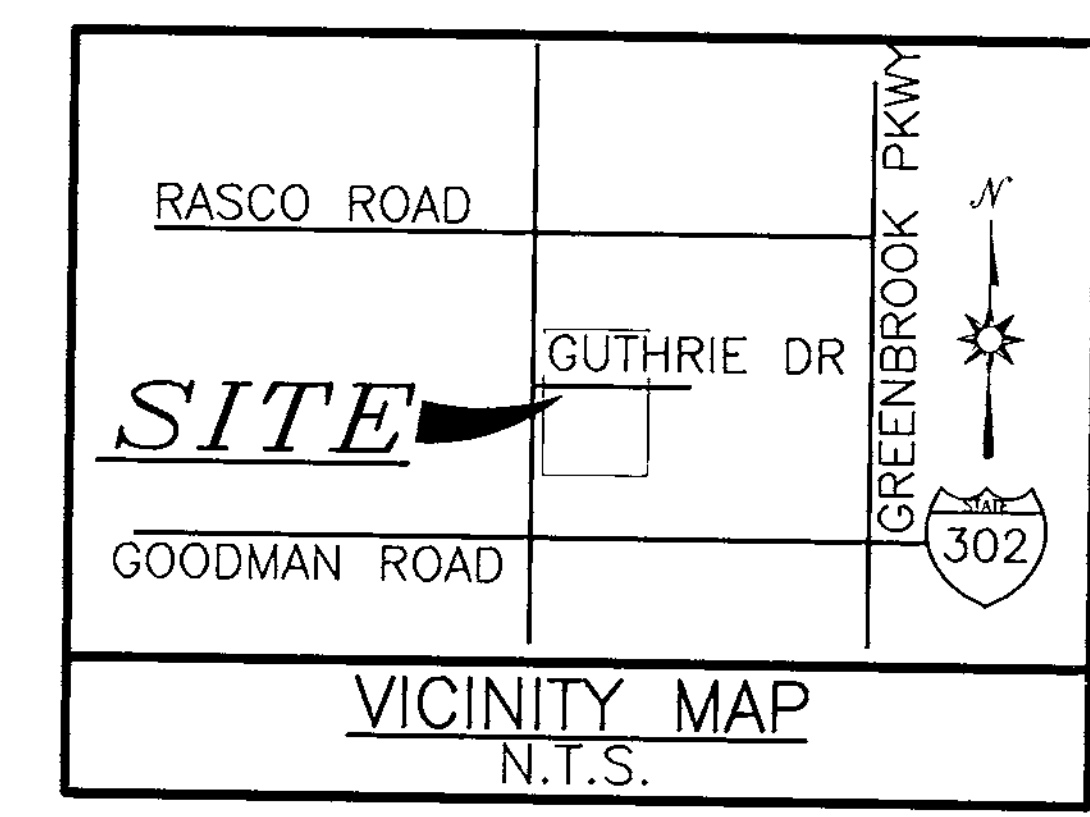 GREENBROOK PKWY
RASCO ROAD
N
GUTHRIE DR
SITE
STATE
302
GOODMAN ROAD
VICINITY MAP
N.T.S.